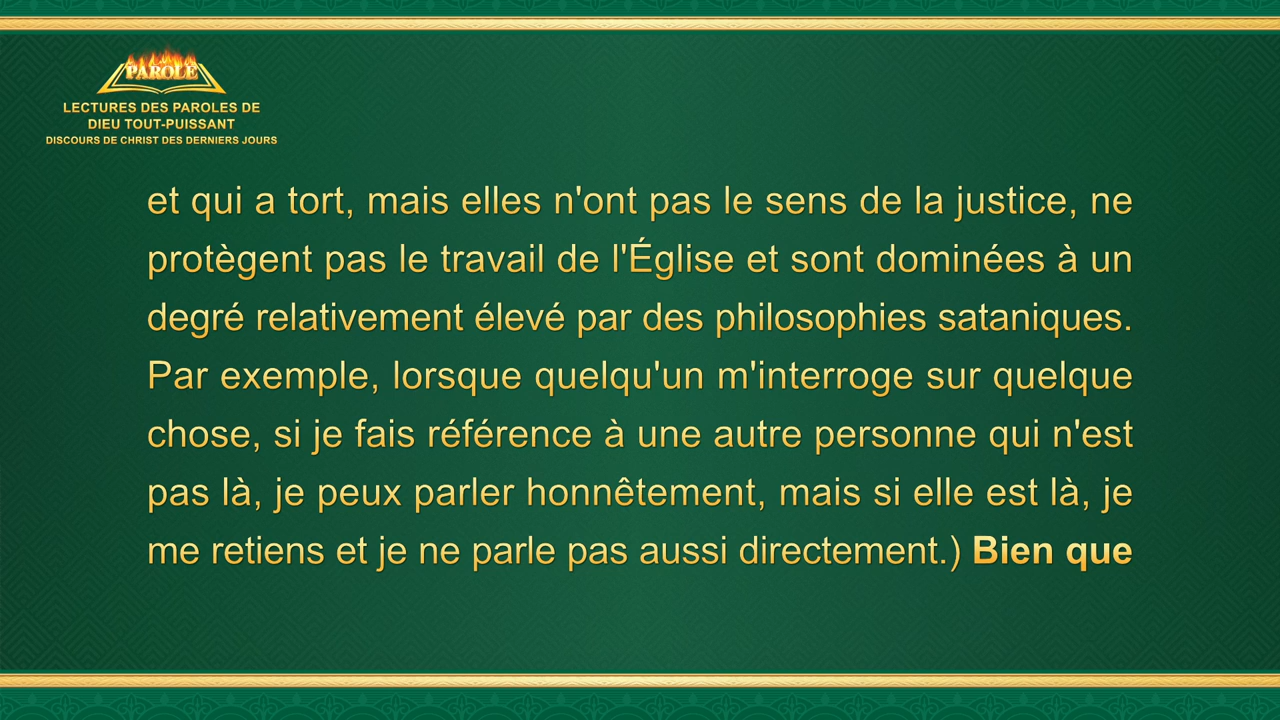 PAROLE
LECTURES DES PAROLES DE
DIEU TOUT-PUISSANT
DISCOURS DE CHRIST DES DERNIERS JOURS
et qui a tort, mais elles n'ont pas le sens de la justice, ne
protègent pas le travail de l'Église et sont dominées à un
degré relativement élevé par des philosophies sataniques.
Par exemple, lorsque quelqu'un m'interroge sur quelque
chose, si je fais référence à une autre personne qui n'est
pas là, je peux parler honnêtement, mais si elle est là, je
me retiens et je ne parle pas aussi directement.) Bien que